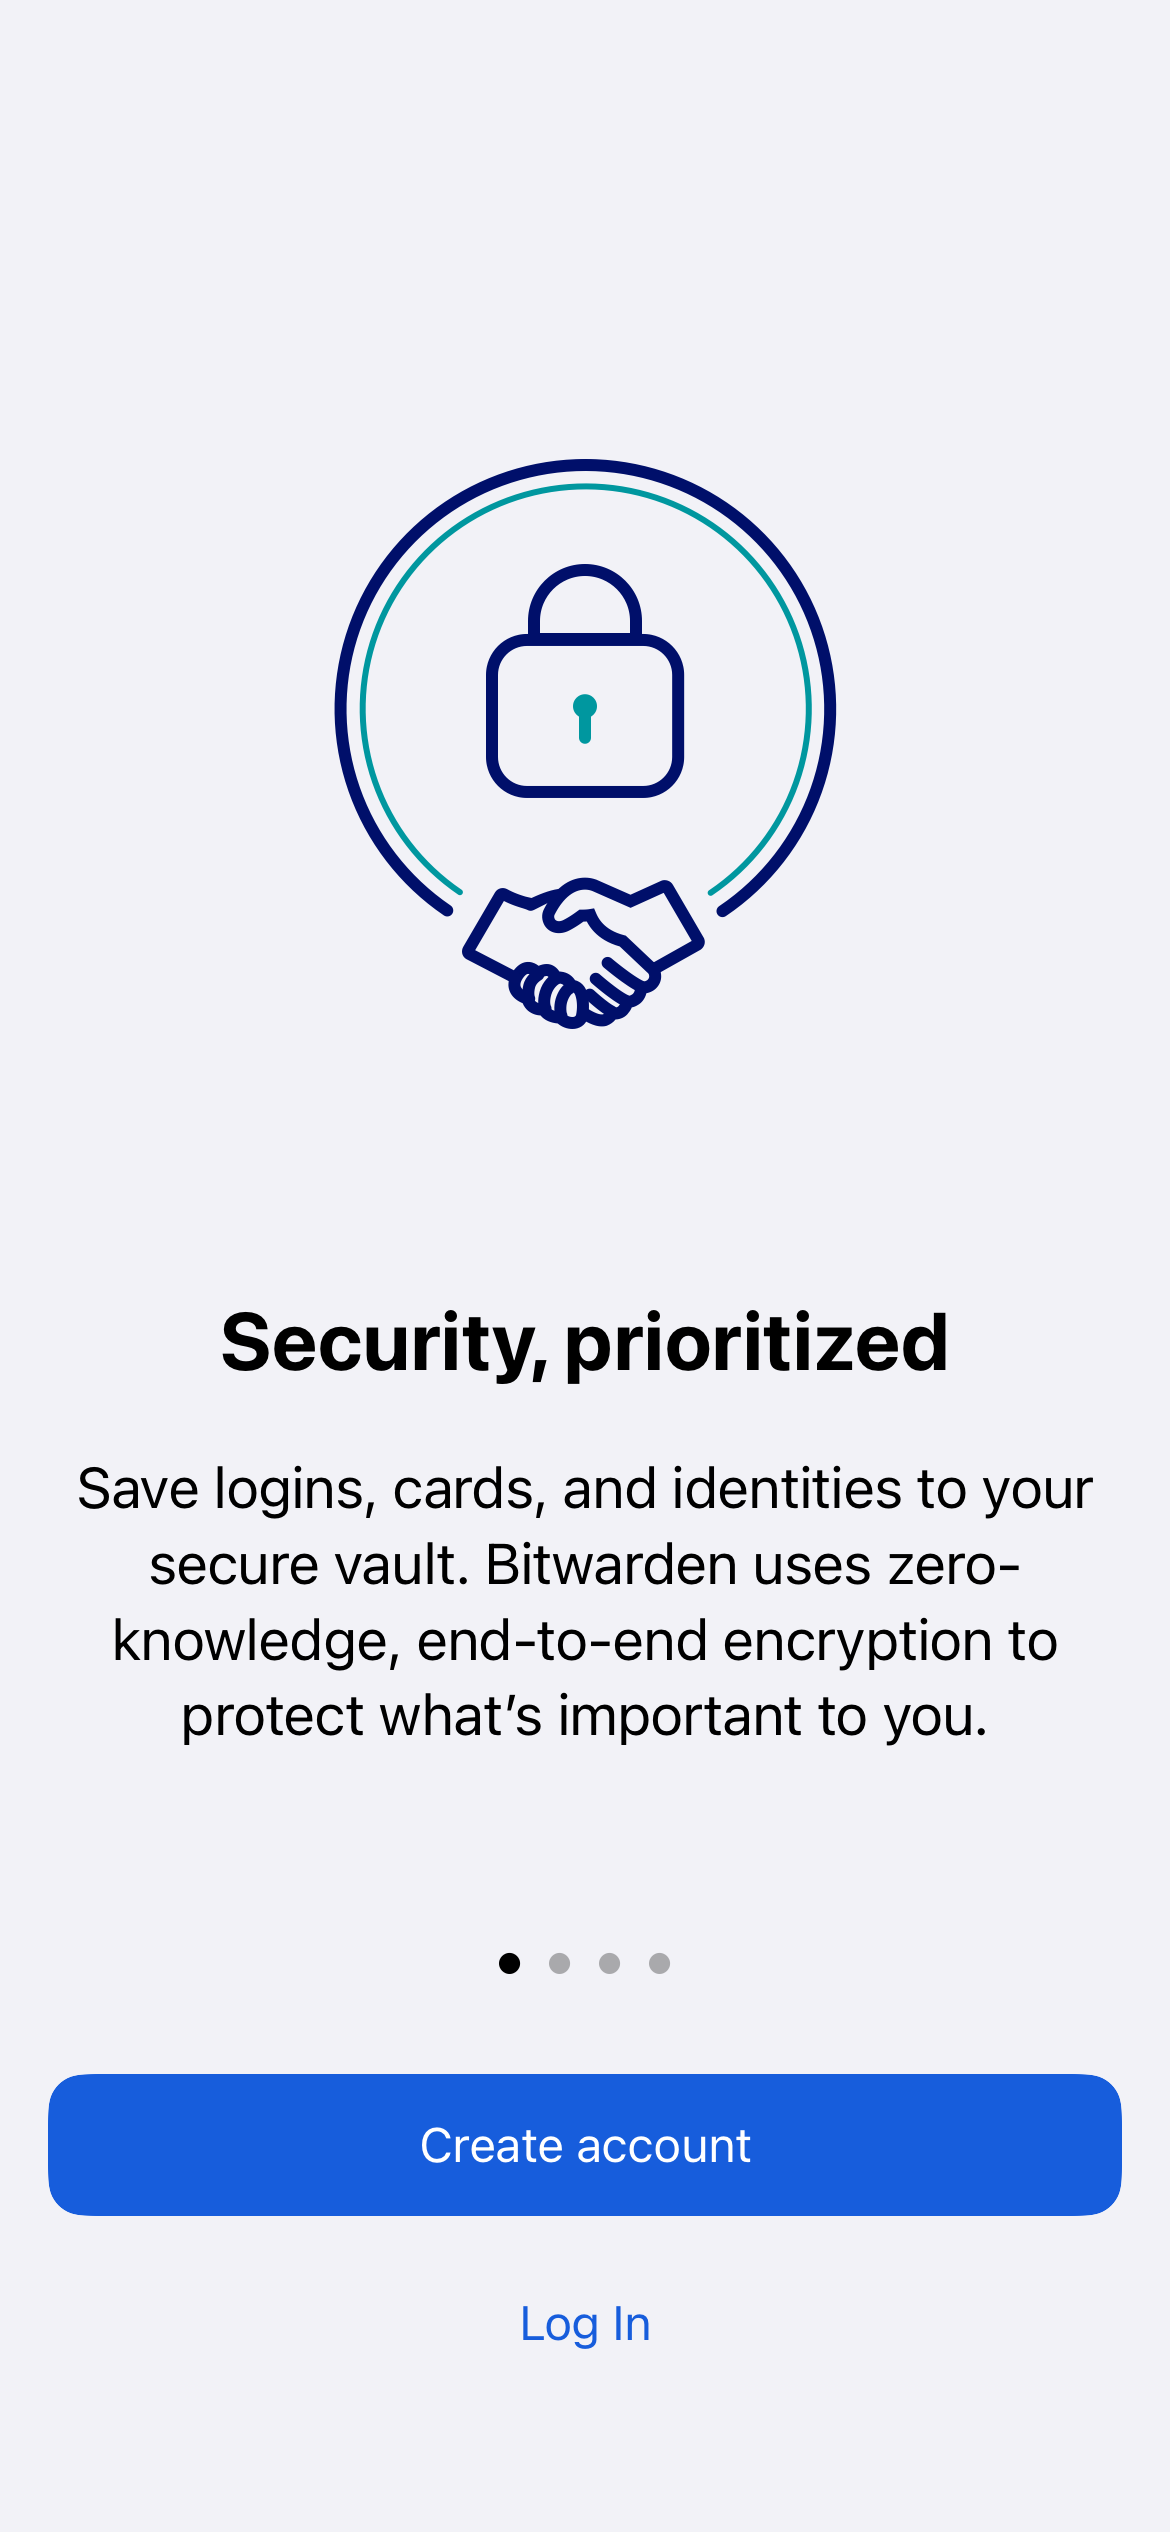 Security, prioritized
Save logins, cards, and identities to your
secure vault. Bitwarden uses zero-
knowledge, end-to-end encryption to
protect what’s important to you.
Create account
Log In